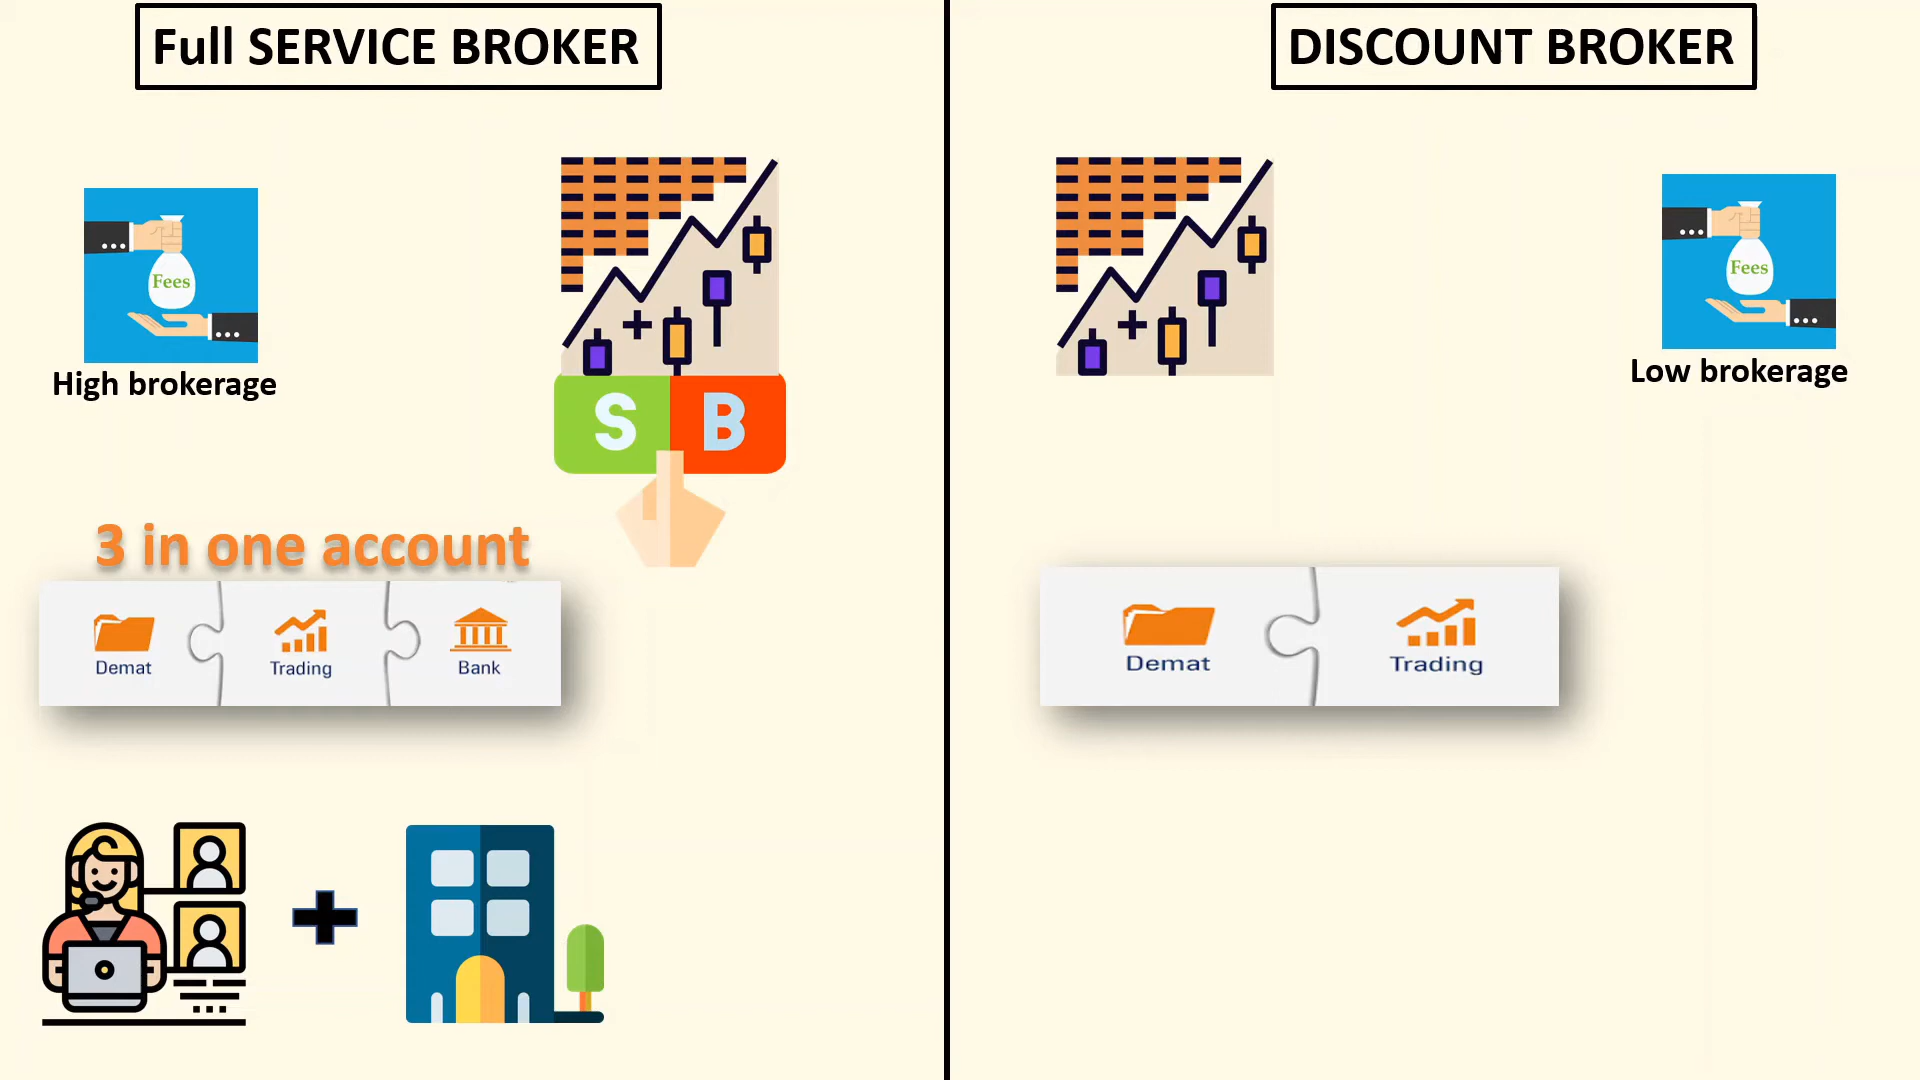 Full SERVICE BROKER
Fees
High brokerage
S B
3 in one account
Demat
Trading
Bank
DISCOUNT BROKER
Fees
Low brokerage
Demat
Trading